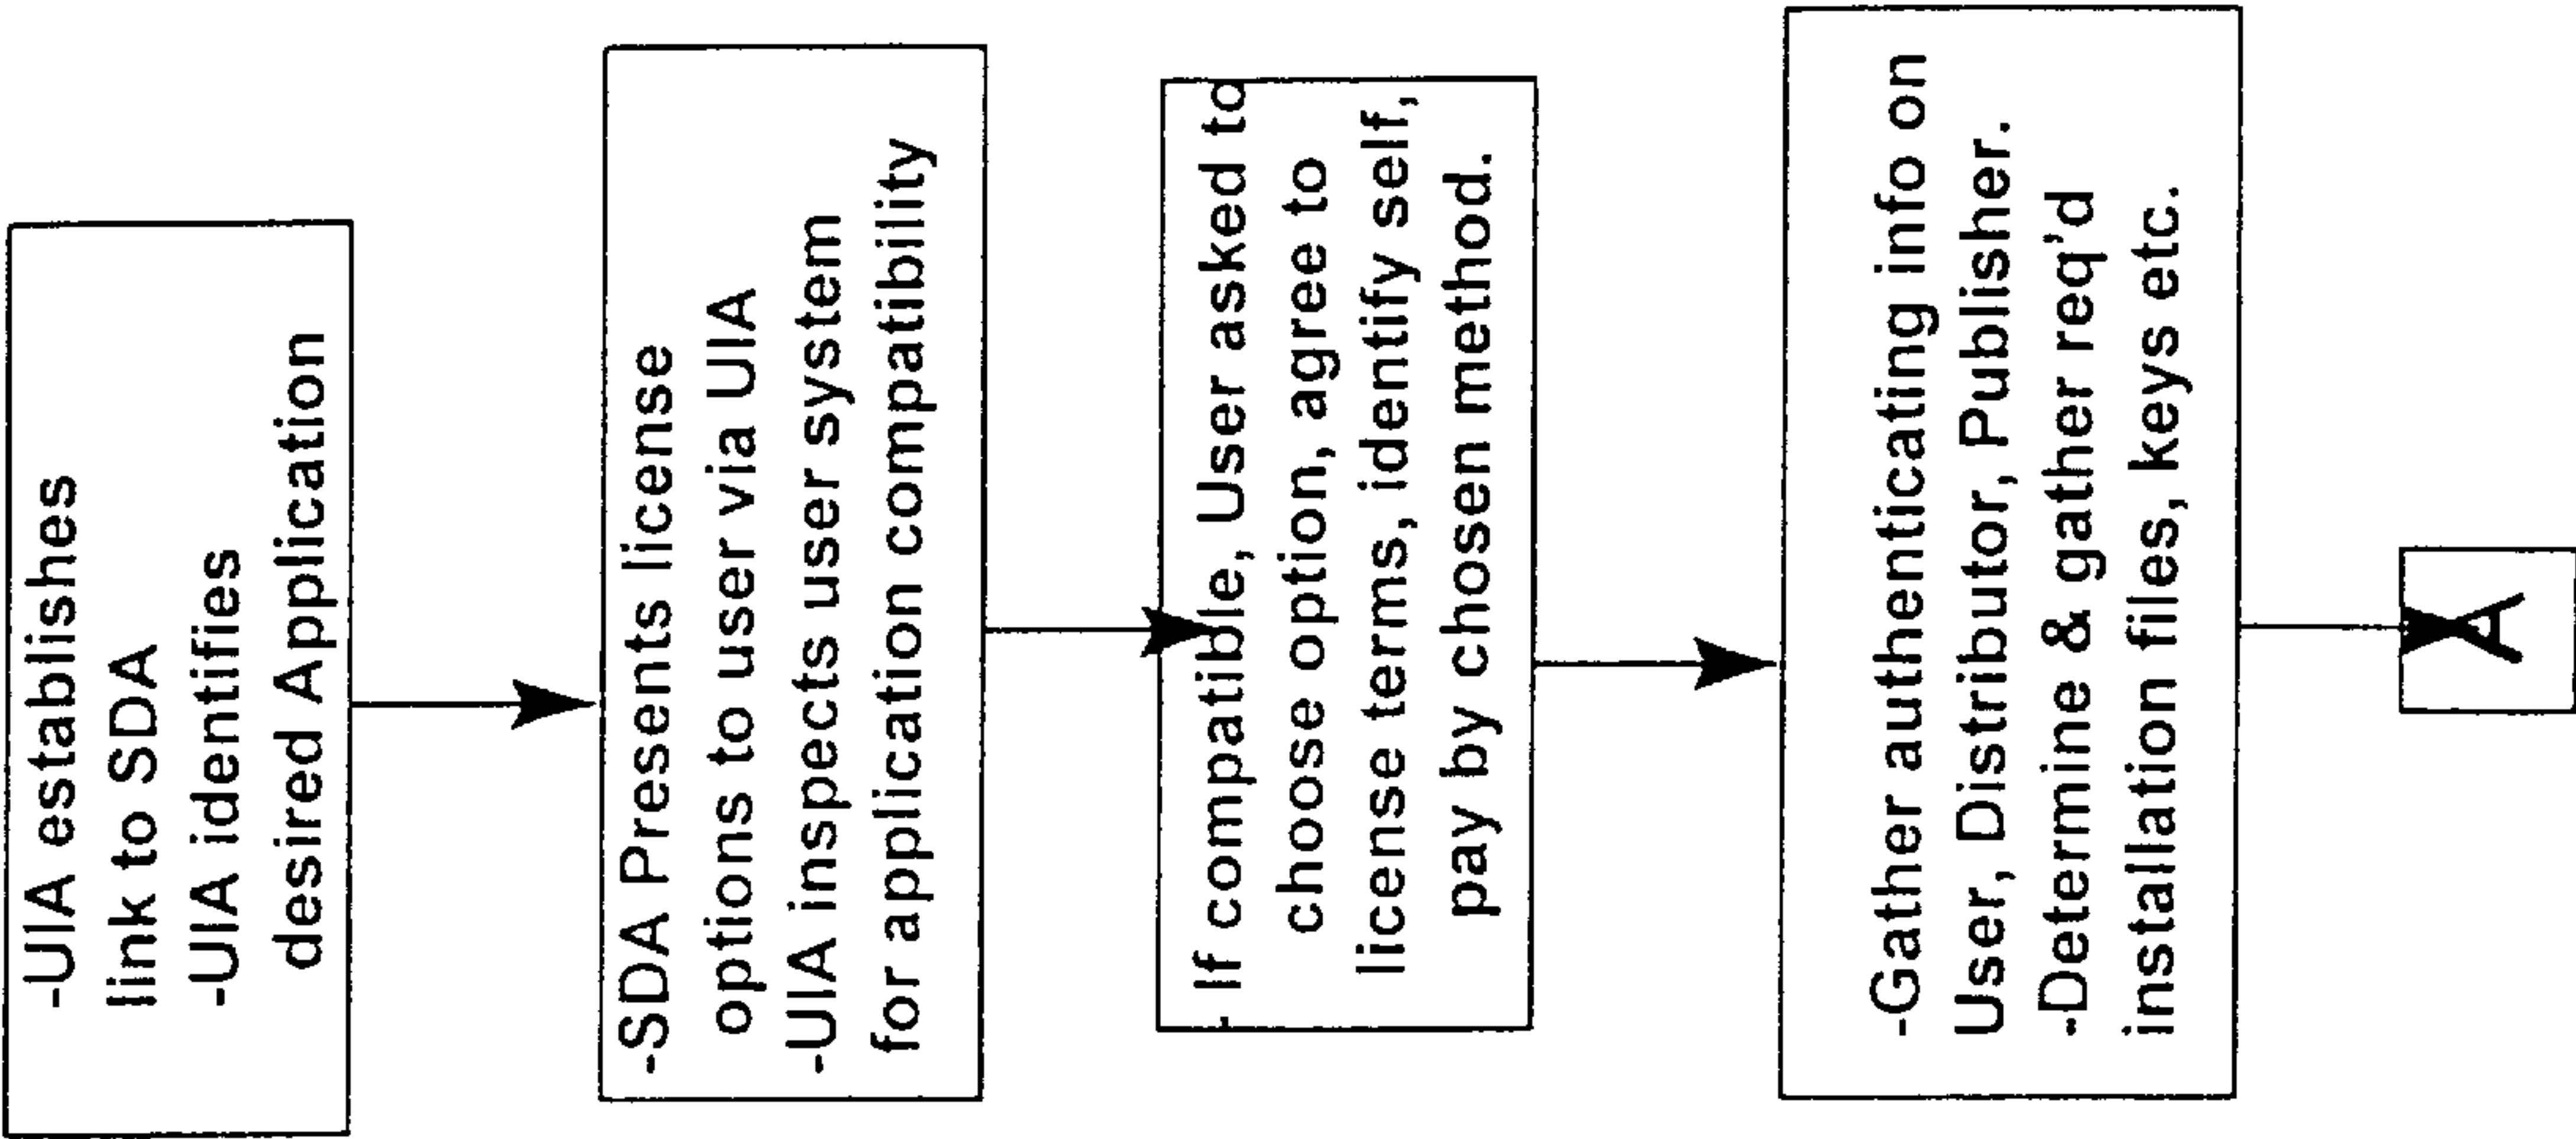 -UIA establishes
link to SDA
-UIA identifies
desired Application
-SDA Presents license
options to user via UIA
-UIA inspects user system
for application compatibility
- If compatible, User asked to
choose option, agree to
license terms, identify self,
pay by chosen method.
-Gather authenticating info on
User, Distributor, Publisher.
-Determine & gather req'd
installation files, keys etc.
A